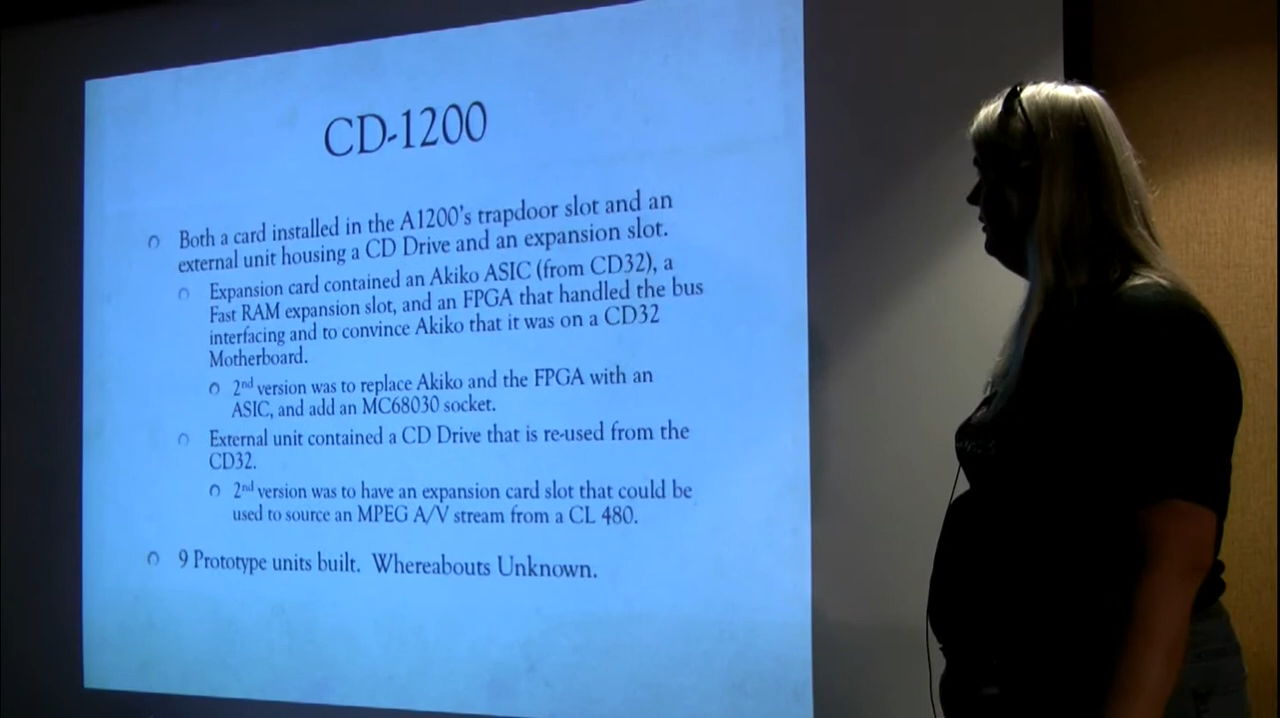 CD-1200
Both a card installed in the A1200's trapdoor slot and an
external unit housing a CD Drive and an expansion slot.
Expansion card contained an Akiko ASIC (from CD32), a
Fast RAM expansion slot, and an FPGA that handled the bus
interfacing and to convince Akiko that it was on a CD32
Motherboard.
2nd version was to replace Akiko and the FPGA with an
ASIC, and add an MC68030 socket.
External unit contained a CD Drive that is re-used from the
CD32.
2nd version was to have an expansion card slot that could be
used to source an MPEG A/V stream from a CL 480.
9 Prototype units built. Whereabouts Unknown.